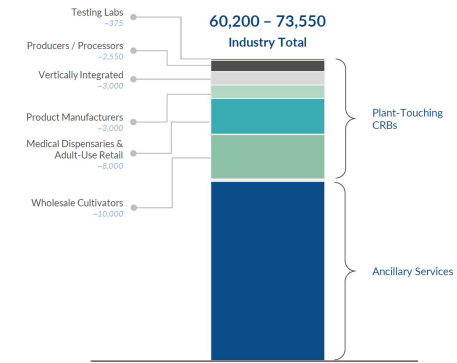 Testing Labs
~375
60,200 – 73,550
Industry Total
Producers / Processors
~2,550
Vertically Integrated
~3,000
Product Manufacturers
~3,000
Plant-Touching
CRBs
Medical Dispensaries &
Adult-Use Retail
~8,000
Wholesale Cultivators
~10,000
Ancillary Services